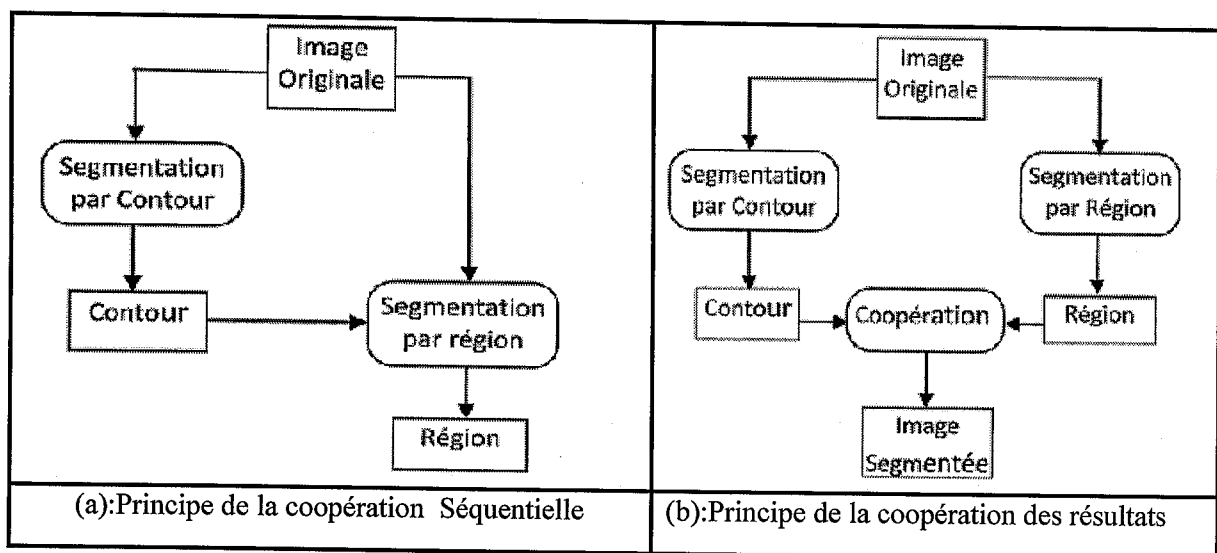 Image
Originale
Segmentation
par Contour
Contour
Segmentation
par région
Région
(a):Principe de la coopération Séquentielle
Image
Originale
Segmentation
par Contour
Segmentation
par Région
Contour
Coopération
Région
Image
Segmentée
(b):Principe de la coopération des résultats